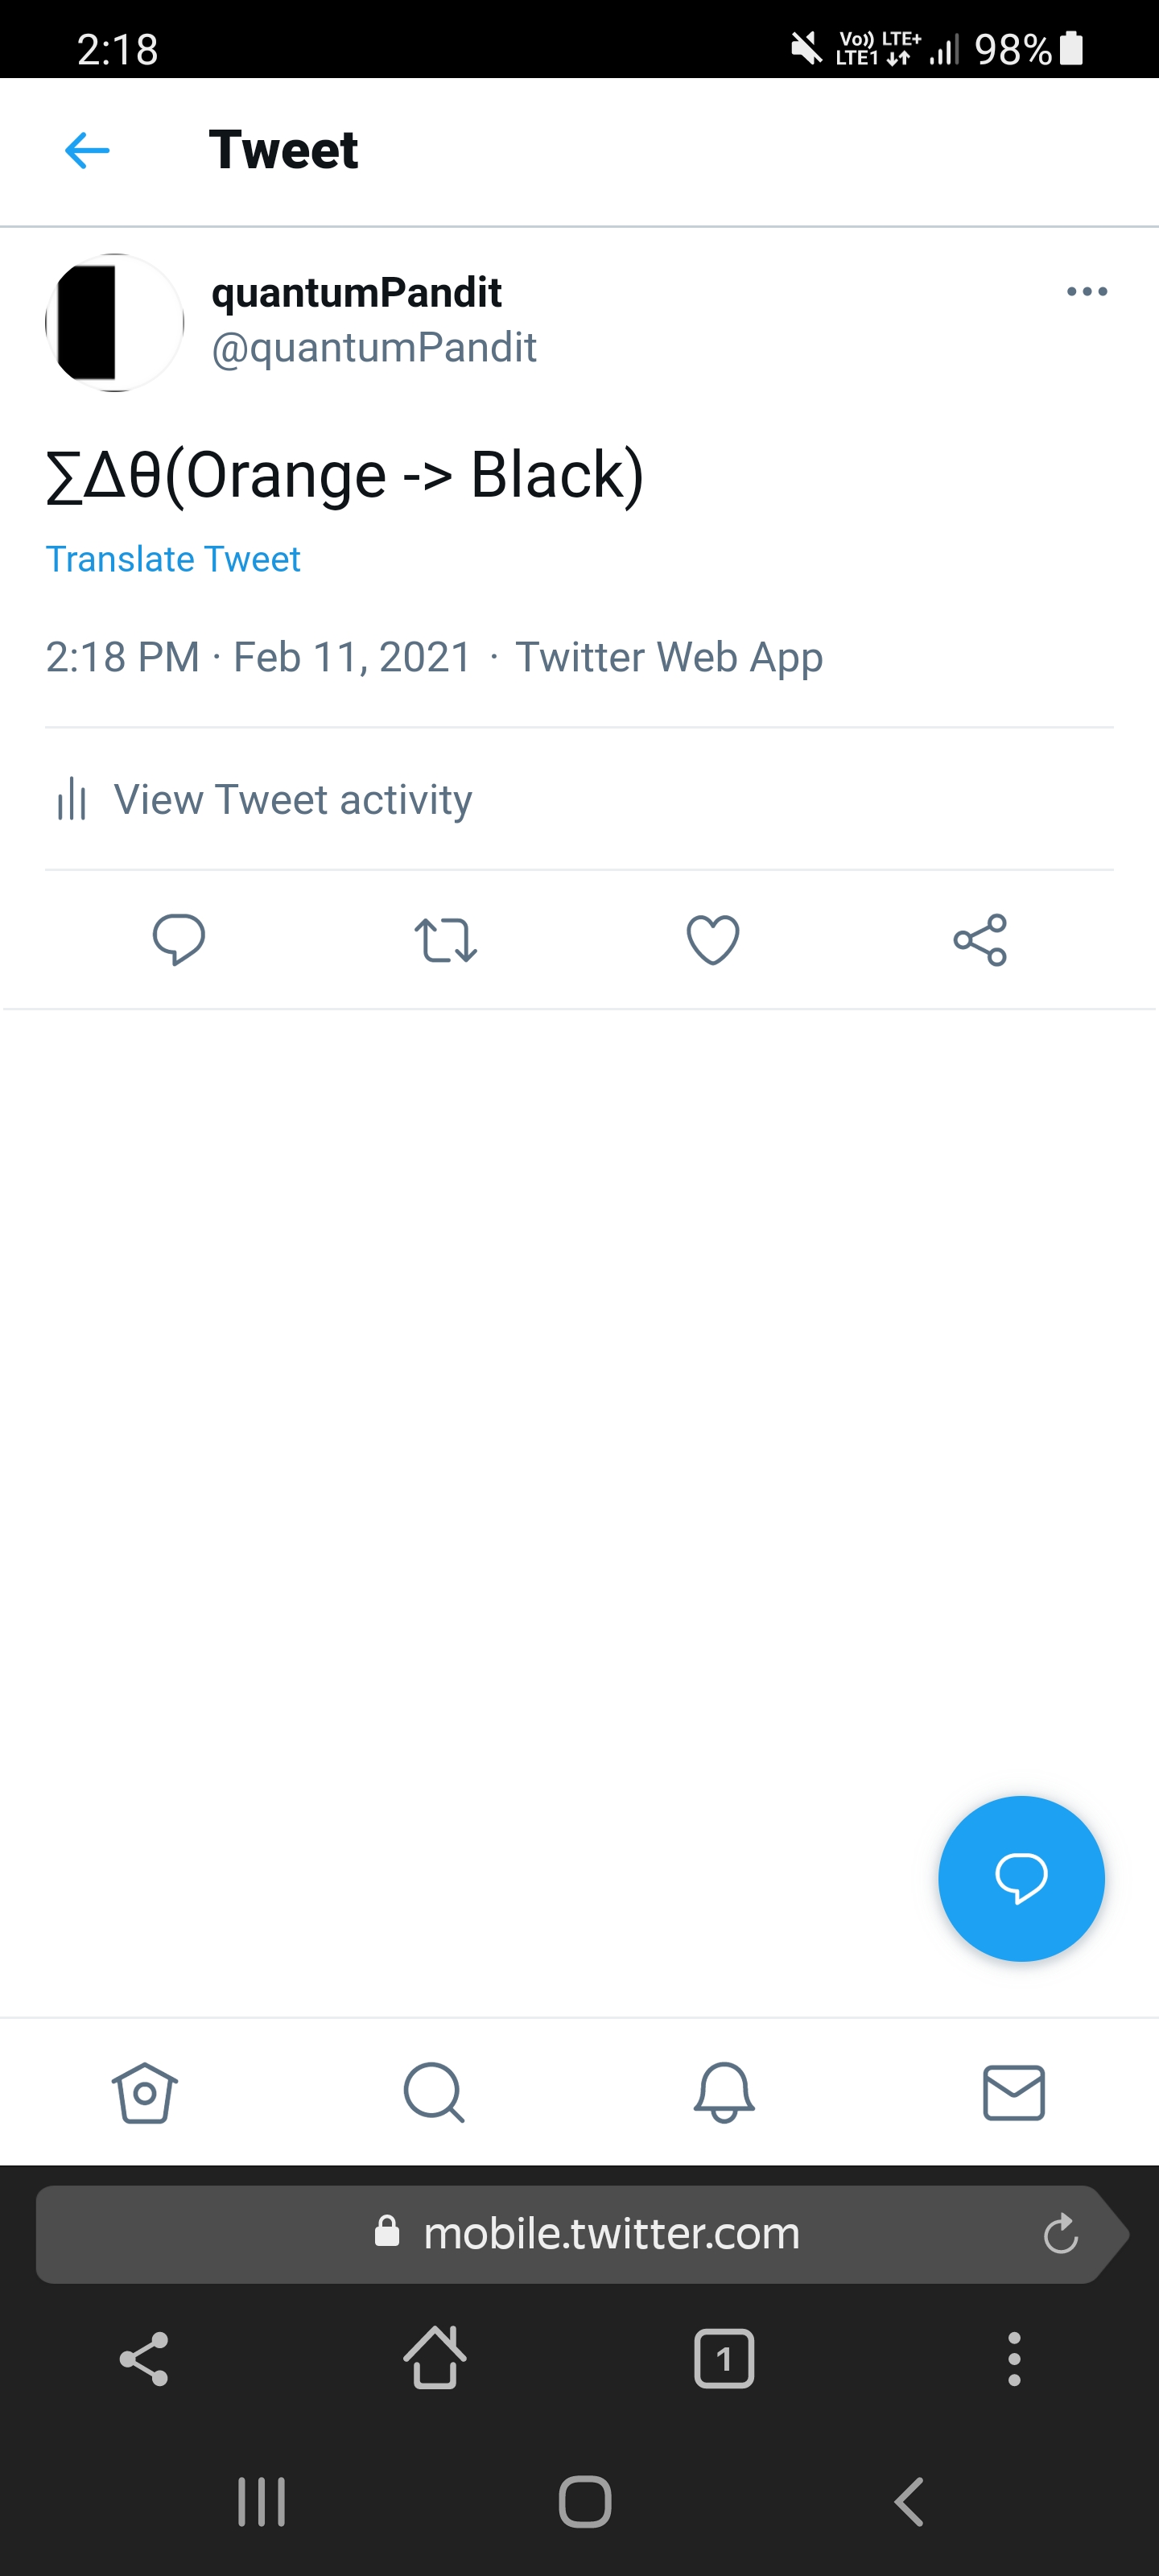 2:18 Vo)) LTE+ LTE1 98%
Tweet
quantumPandit
@quantumPandit
∑Δθ(Orange -> Black)
Translate Tweet
2:18 PM · Feb 11, 2021 · Twitter Web App
View Tweet activity
mobile.twitter.com
1